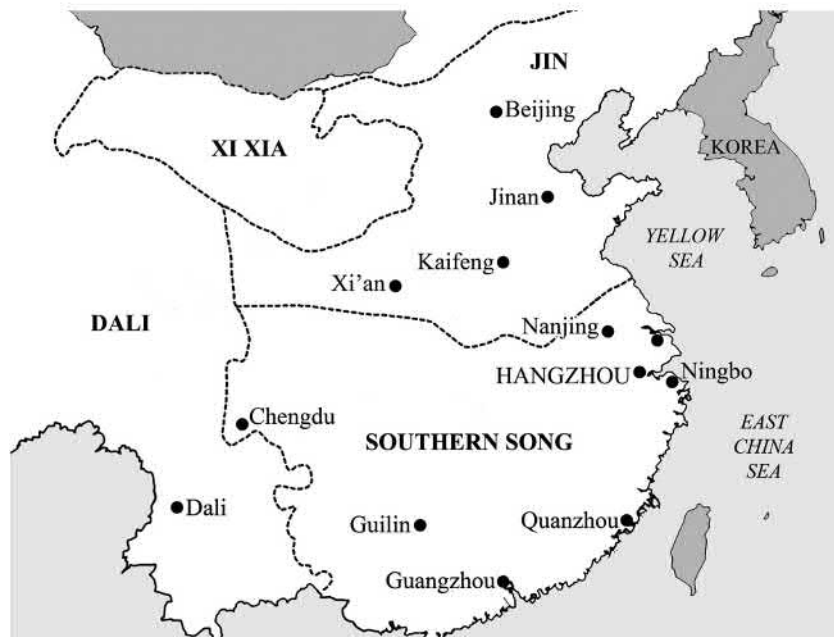 JIN
Beijing
XI XIA
KOREA
Jinan
YELLOW
SEA
Kaifeng
Xi’an
DALI
Nanjing
HANGZHOU
Ningbo
Chengdu
SOUTHERN SONG
EAST
CHINA
SEA
Dali
Guilin
Quanzhou
Guangzhou